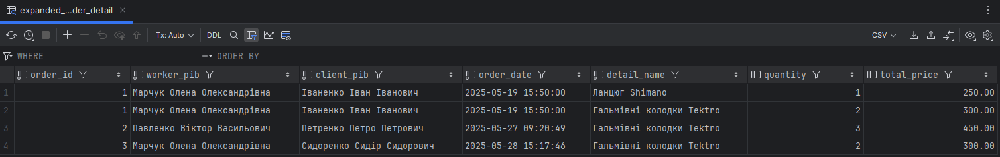 expanded_...der_detail
Tx: Auto DDL CSV
WHERE ORDER BY
order_id worker_pib client_pib order_date detail_name quantity total_price
1 1 Марчук Олена Олександрівна Іваненко Іван Іванович 2025-05-19 15:50:00 Ланцюг Shimano 1 250.00
2 1 Марчук Олена Олександрівна Іваненко Іван Іванович 2025-05-19 15:50:00 Гальмівні колодки Tektro 2 300.00
3 2 Павленко Віктор Васильович Петренко Петро Петрович 2025-05-27 09:20:49 Гальмівні колодки Tektro 3 450.00
4 3 Марчук Олена Олександрівна Сидоренко Сидір Сидорович 2025-05-28 15:17:46 Гальмівні колодки Tektro 2 300.00